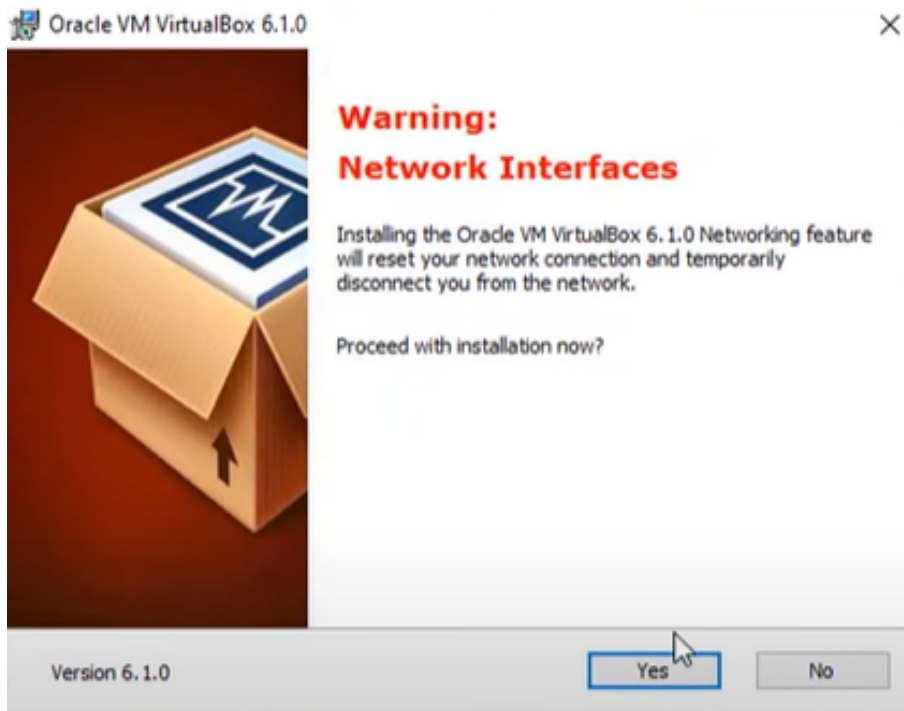 Oracle VM VirtualBox 6.1.0
Warning:
Network Interfaces
Installing the Oracle VM VirtualBox 6.1.0 Networking feature
will reset your network connection and temporarily
disconnect you from the network.
Proceed with installation now?
Version 6.1.0
Yes
No